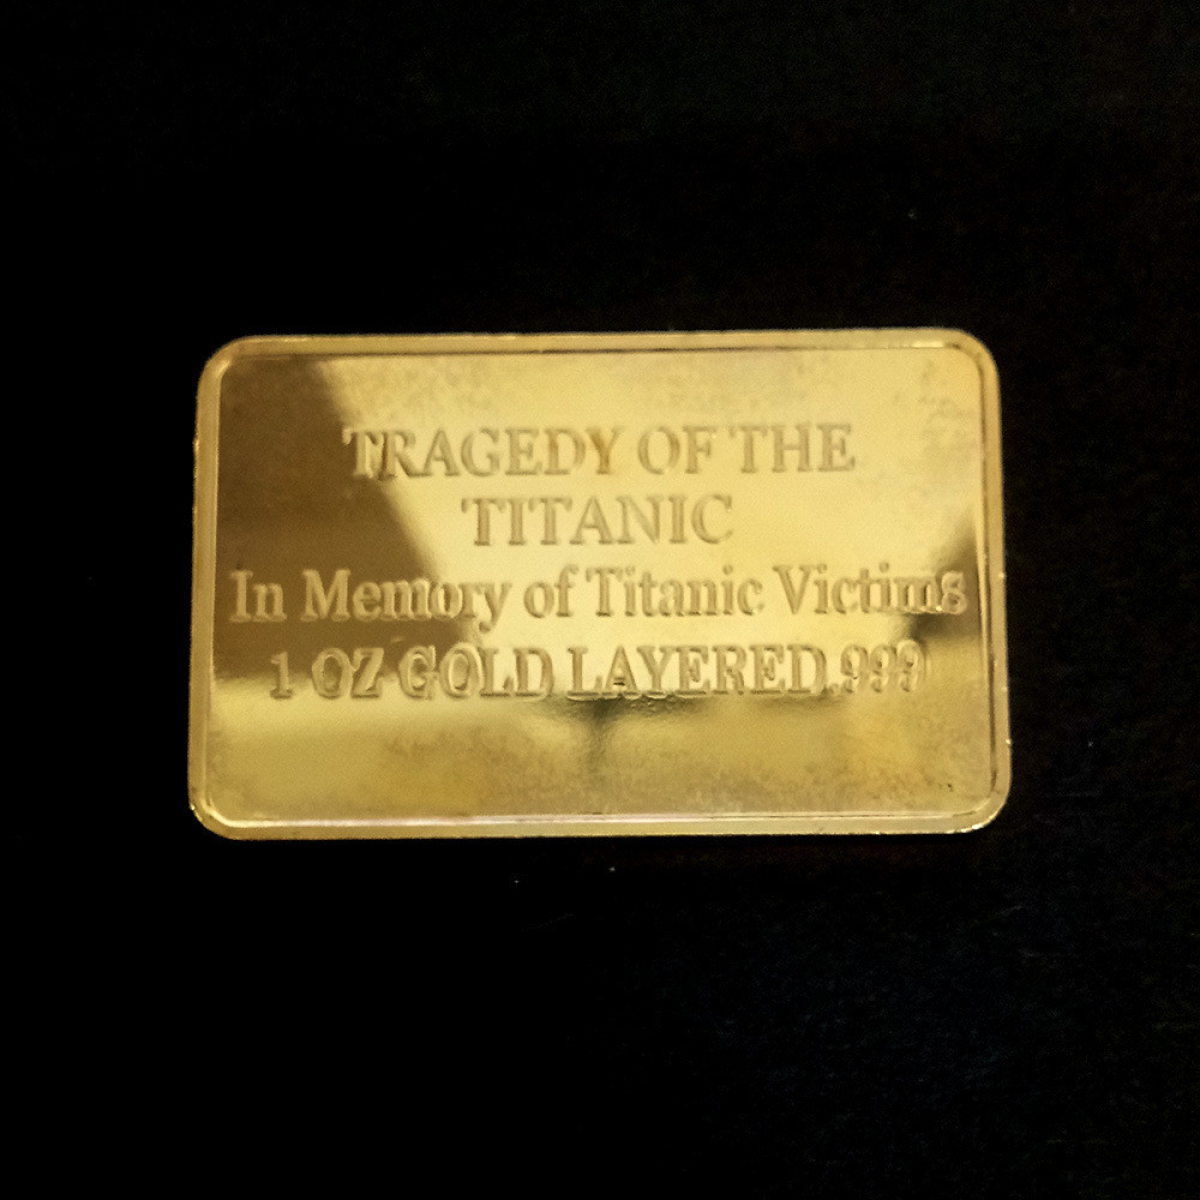 TRAGEDY OF THE
TITANIC
In Memory of Titanic Victims
1 OZ GOLD LAYERED .999